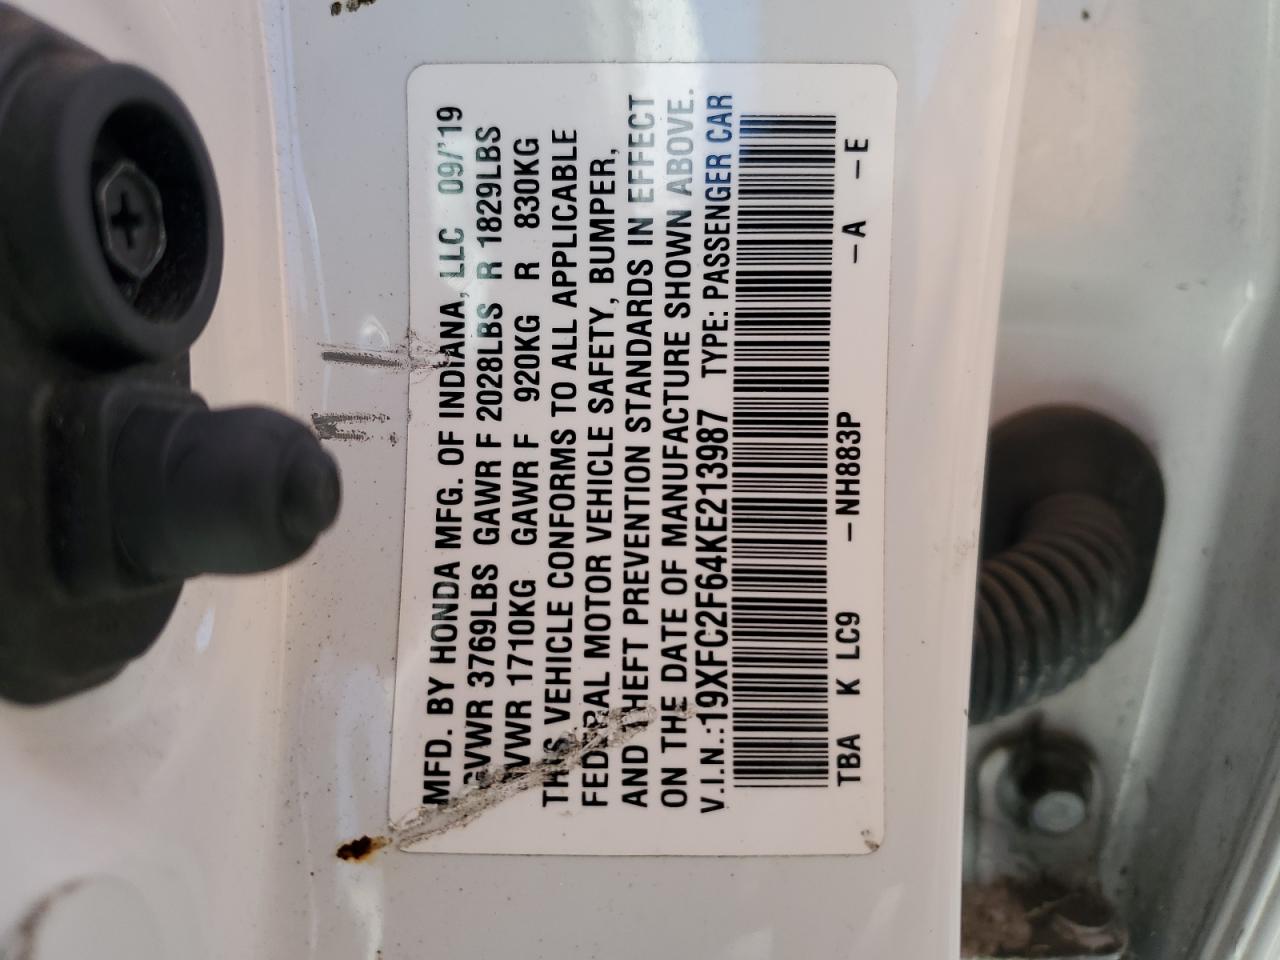 MFD. BY HONDA MFG. OF INDIANA, LLC 09/'19
GVWR 3769LBS GAWR F 2028LBS R 1829LBS
GVWR 1710KG GAWR F 920KG R 830KG
THIS VEHICLE CONFORMS TO ALL APPLICABLE
FEDERAL MOTOR VEHICLE SAFETY, BUMPER,
AND THEFT PREVENTION STANDARDS IN EFFECT
ON THE DATE OF MANUFACTURE SHOWN ABOVE.
V.I.N.:19XFC2F64KE213987 TYPE: PASSENGER CAR
TBA K LC9 –NH883P –A –E